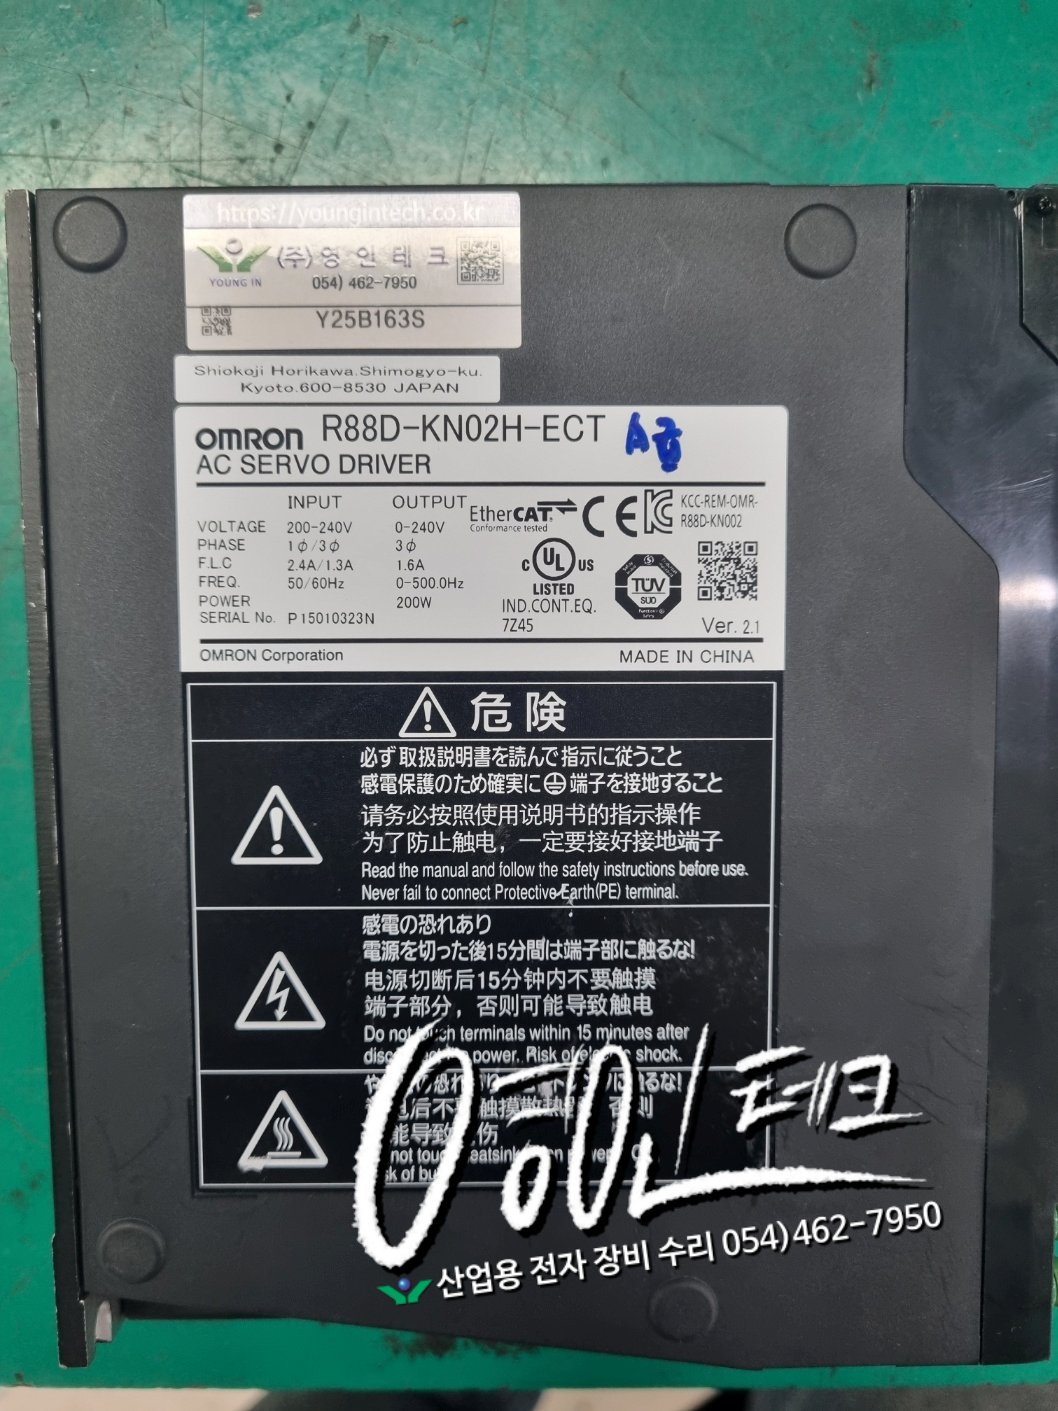 https://youngintech.co.kr
(주)영인테크
YOUNG IN
054) 462-7950
Y25B163S
Shiokoji Horikawa.Shimogyo-ku.
Kyoto.600-8530 JAPAN
OMRON R88D-KN02H-ECT
AC SERVO DRIVER
INPUT OUTPUT
VOLTAGE 200-240V 0-240V
PHASE 1ϕ/3ϕ 3ϕ
F.L.C 2.4A/1.3A 1.6A
FREQ. 50/60Hz 0-500.0Hz
POWER 200W
SERIAL No. P15010323N
EtherCAT
Conformance tested
CE
KCC-REM-OMR-
R88D-KN002
C UL US
LISTED
IND.CONT.EQ.
7Z45
TÜV
SUD
Ver. 2.1
OMRON Corporation MADE IN CHINA
危険
必ず取扱説明書を読んで指示に従うこと
感電保護のため確実に端子を接地すること
请务必按照使用说明书的指示操作
为了防止触电，一定要接好接地端子
Read the manual and follow the safety instructions before use.
Never fail to connect Protective Earth(PE) terminal.
感電の恐れあり
電源を切った後15分間は端子部に触るな!
电源切断后15分钟内不要触摸
端子部分，否则可能导致触电
Do not touch terminals within 15 minutes after
power. Risk of shock.
영인테크
산업용 전자 장비 수리 054)462-7950